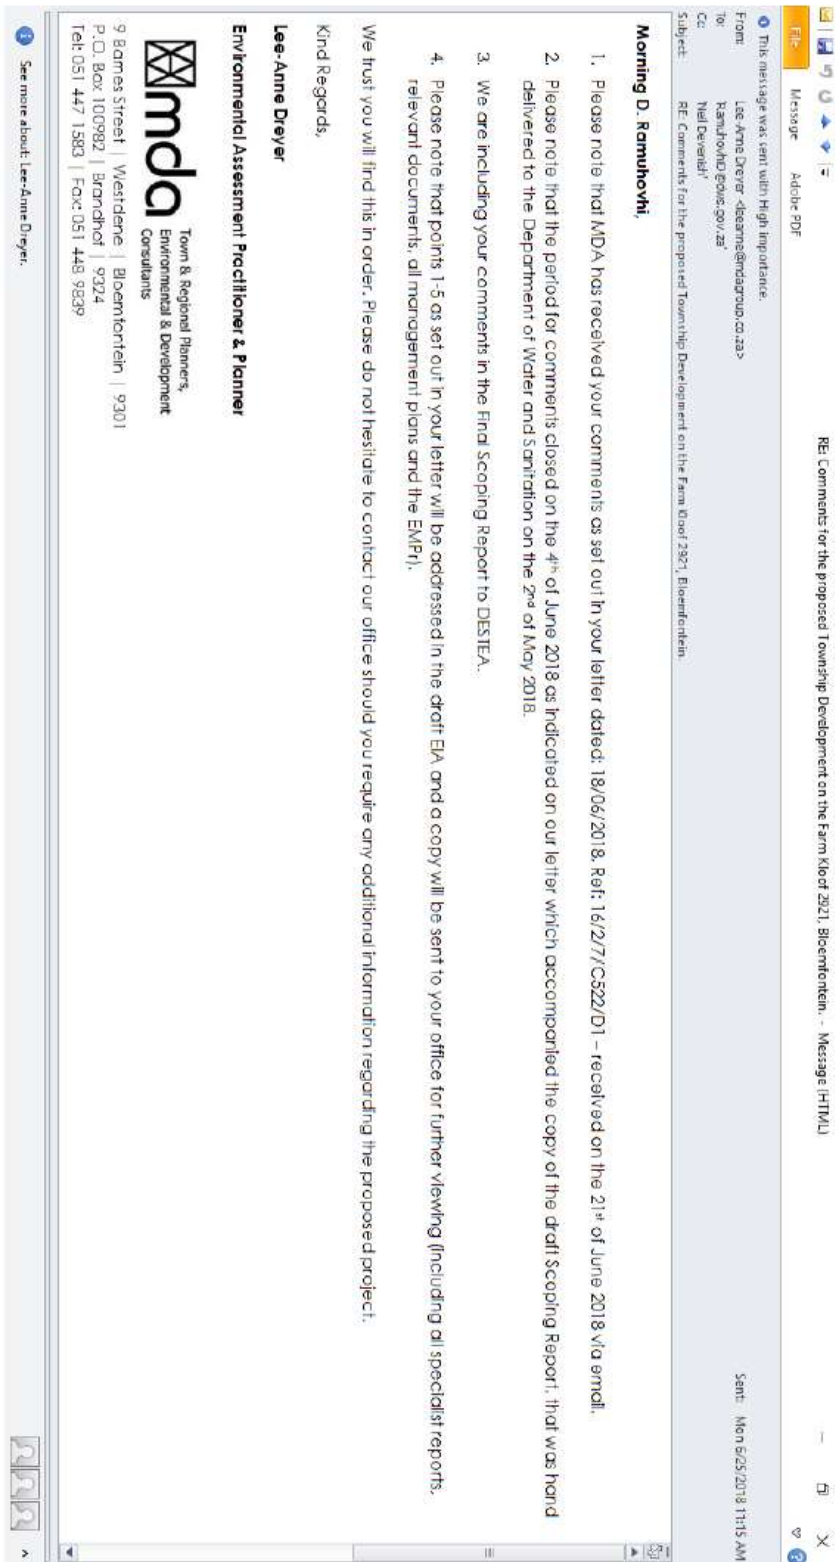 RE: Comments for the proposed Township Development on the Farm Kloof 2921, Bloemfontein. - Message (HTML)
File Message Adobe PDF
This message was sent with High importance.
From: Lee-Anne Dreyer <leeanne@mdagroup.co.za> Sent: Mon 6/25/2018 11:15 AM
To: 'RamuhovhiD@dws.gov.za'
Cc: 'Neil Devenish'
Subject: RE: Comments for the proposed Township Development on the Farm Kloof 2921, Bloemfontein.
Morning D. Ramuhovhi,
1. Please note that MDA has received your comments as set out in your letter dated: 18/06/2018, Ref: 16/2/7/C522/D1 – received on the 21st of June 2018 via email.
2. Please note that the period for comments closed on the 4th of June 2018 as indicated on our letter which accompanied the copy of the draft Scoping Report, that was hand
delivered to the Department of Water and Sanitation on the 2nd of May 2018.
3. We are including your comments in the Final Scoping Report to DESTEA.
4. Please note that points 1-5 as set out in your letter will be addressed in the draft EIA and a copy will be sent to your office for further viewing (including all specialist reports,
relevant documents, all management plans and the EMPr).
We trust you will find this in order. Please do not hesitate to contact our office should you require any additional information regarding the proposed project.
Kind Regards,
Lee-Anne Dreyer
Environmental Assessment Practitioner & Planner
mda
Town & Regional Planners,
Environmental & Development
Consultants
9 Barnes Street | Westdene | Bloemfontein | 9301
P.O. Box 100982 | Brandhof | 9324
Tel: 051 447 1583 | Fax: 051 448 9839
See more about: Lee-Anne Dreyer.